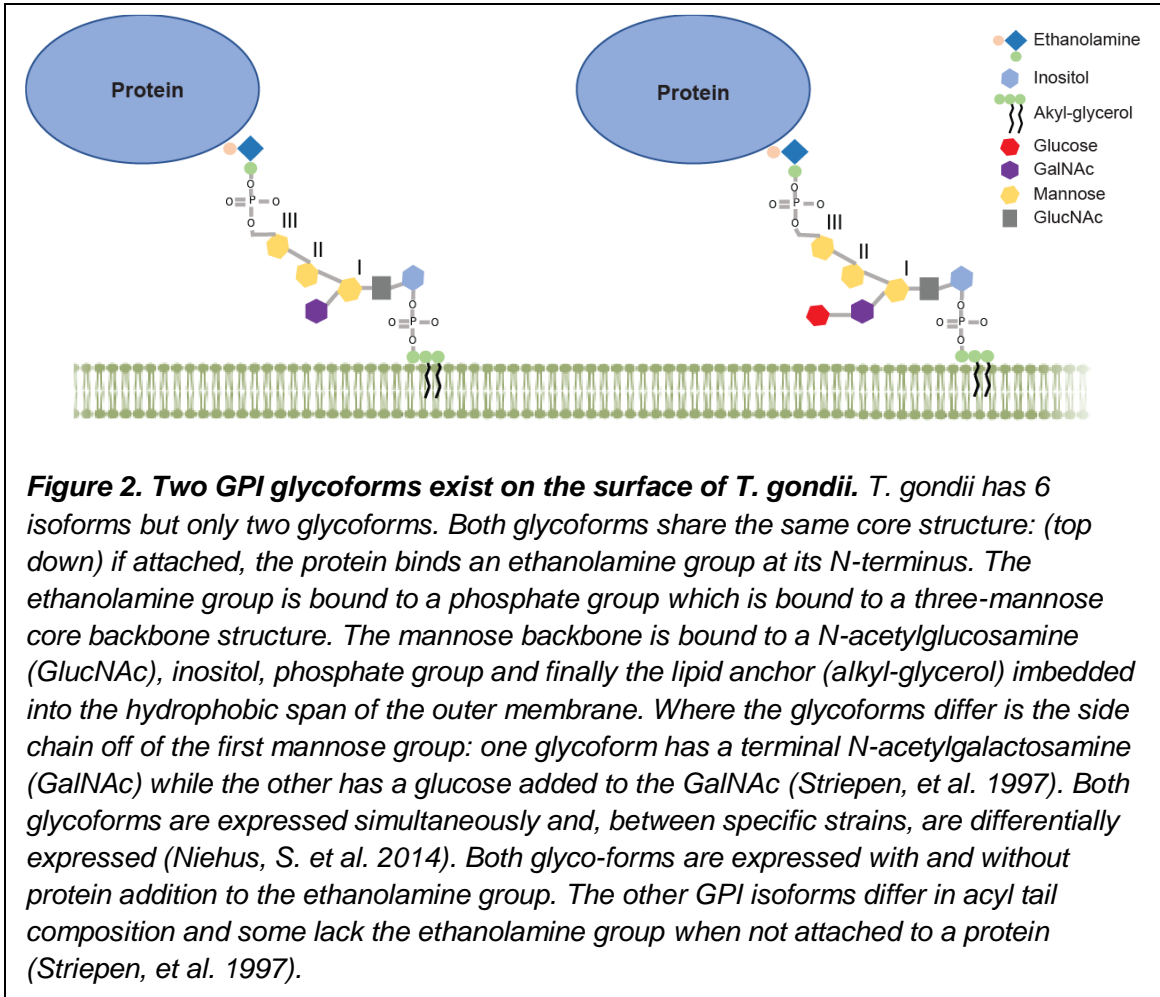 Protein
Protein
Ethanolamine
Inositol
Akyl-glycerol
Glucose
GalNAc
Mannose
GlucNAc
O
O=P-O
O
III
II
I
O
O=P-O
O
O
O=P-O
O
III
II
I
O
O=P-O
O
Figure 2. Two GPI glycoforms exist on the surface of T. gondii. T. gondii has 6
isoforms but only two glycoforms. Both glycoforms share the same core structure: (top
down) if attached, the protein binds an ethanolamine group at its N-terminus. The
ethanolamine group is bound to a phosphate group which is bound to a three-mannose
core backbone structure. The mannose backbone is bound to a N-acetylglucosamine
(GlucNAc), inositol, phosphate group and finally the lipid anchor (alkyl-glycerol) imbedded
into the hydrophobic span of the outer membrane. Where the glycoforms differ is the side
chain off of the first mannose group: one glycoform has a terminal N-acetylgalactosamine
(GalNAc) while the other has a glucose added to the GalNAc (Striepen, et al. 1997). Both
glycoforms are expressed simultaneously and, between specific strains, are differentially
expressed (Niehus, S. et al. 2014). Both glyco-forms are expressed with and without
protein addition to the ethanolamine group. The other GPI isoforms differ in acyl tail
composition and some lack the ethanolamine group when not attached to a protein
(Striepen, et al. 1997).